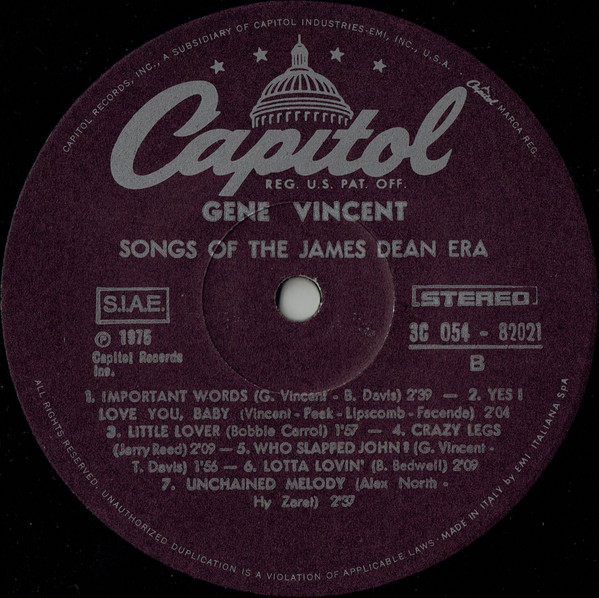 CAPITOL RECORDS, INC., A SUBSIDIARY OF CAPITOL INDUSTRIES-EMI, INC., U.S.A.
Capitol MARCA REG.
Capitol
REG. U.S. PAT. OFF.
GENE VINCENT
SONGS OF THE JAMES DEAN ERA
S.I.A.E.
STEREO
℗ 1976
Capitol Records
Inc.
3C 054 - 82021
B
1. IMPORTANT WORDS (G. Vincent - B. Davis) 2'39 - 2. YES I
LOVE YOU, BABY (Vincent - Peek - Lipscomb - Facenda) 2'04
3. LITTLE LOVER (Bobbie Carrol) 1'57 - 4. CRAZY LEGS
(Jerry Reed) 2'09 - 5. WHO SLAPPED JOHN? (G. Vincent -
T. Davis) 1'56 - 6. LOTTA LOVIN' (B. Bedwell) 2'09
7. UNCHAINED MELODY (Alex North -
Hy Zaret) 2'37
ALL RIGHTS RESERVED. UNAUTHORIZED DUPLICATION IS A VIOLATION OF APPLICABLE LAWS - MADE IN ITALY by EMI ITALIANA SPA